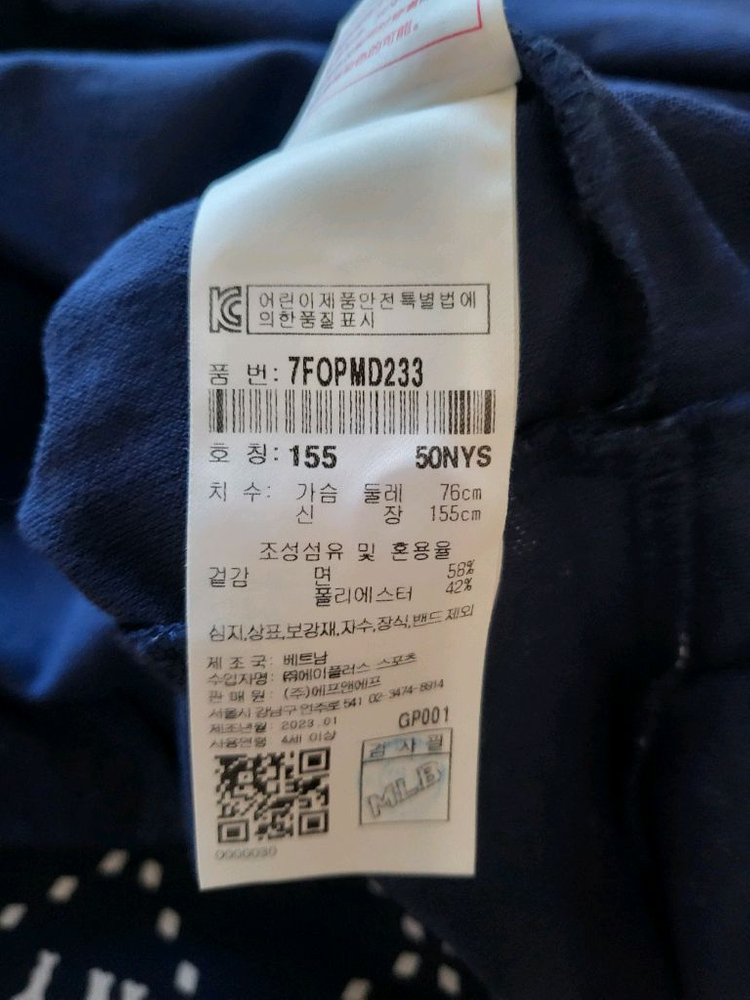 색의 可能.
어린이제품안전특별법에
의한품질표시
품 번: 7FOPMD233
호 칭: 155 50NYS
치 수: 가슴 둘레 76cm
신 장 155cm
조성섬유 및 혼용율
겉감 면 58%
폴리에스터 42%
심지,상표,보강재,자수,장식,밴드 제외
제 조 국: 베트남
수입자명: ㈜에이플러스 스포츠
판 매 원: (주)에프앤에프
서울시 강남구 언주로 541 02-3474-8914
제조년월: 2023.01
사용연령: 4세 이상
GP001
검 사 필
MLB
0000030